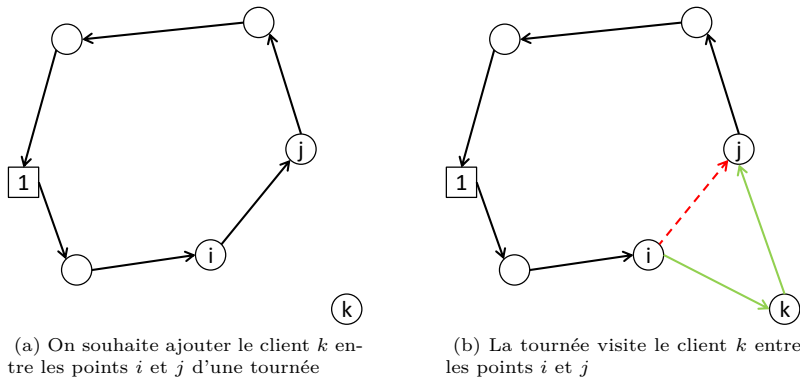 j
j
1
1
i
i
k
k
(a) On souhaite ajouter le client k en-
tre les points i et j d'une tournée
(b) La tournée visite le client k entre
les points i et j